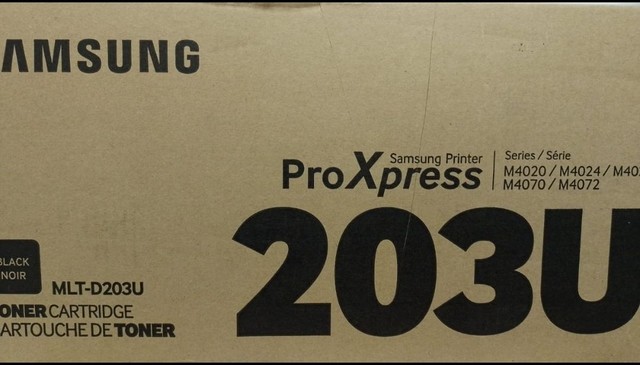 SAMSUNG
Samsung Printer
ProXpress
Series / Série
M4020 / M4024 / M402
M4070 / M4072
203U
BLACK
NOIR
MLT-D203U
TONER CARTRIDGE
CARTOUCHE DE TONER